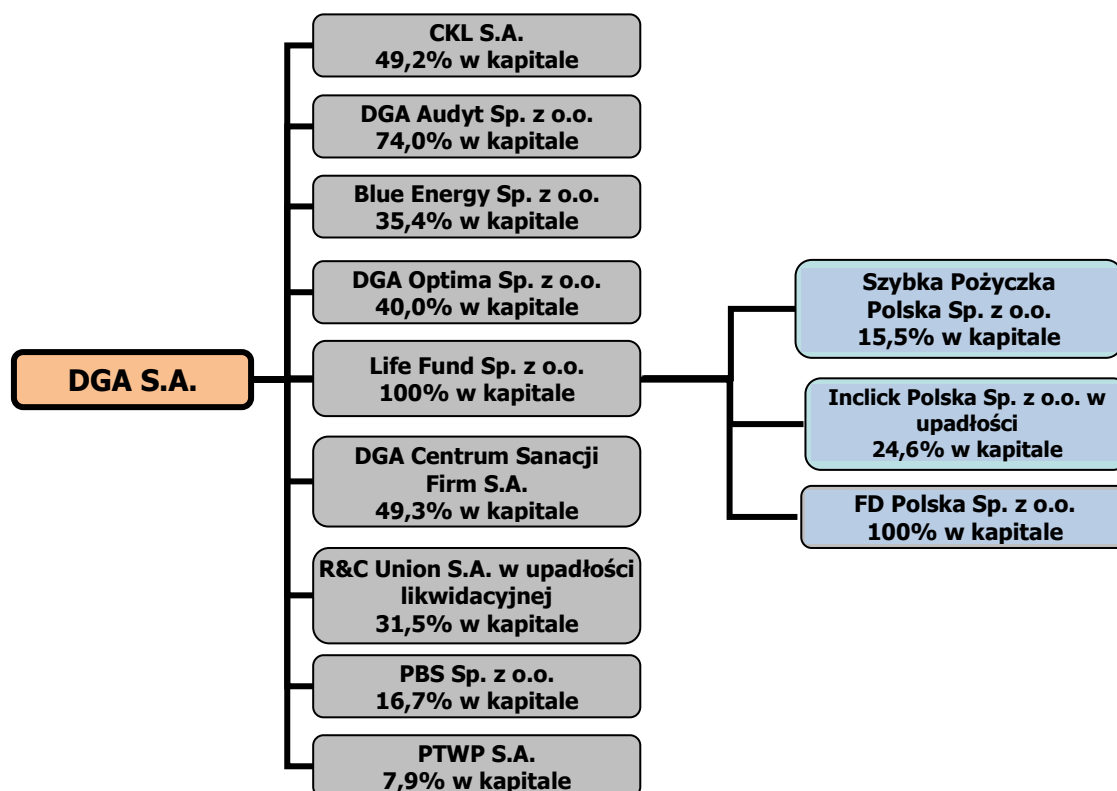 DGA S.A.
CKL S.A.
49,2% w kapitale
DGA Audyt Sp. z o.o.
74,0% w kapitale
Blue Energy Sp. z o.o.
35,4% w kapitale
DGA Optima Sp. z o.o.
40,0% w kapitale
Life Fund Sp. z o.o.
100% w kapitale
DGA Centrum Sanacji
Firm S.A.
49,3% w kapitale
R&C Union S.A. w upadłości
likwidacyjnej
31,5% w kapitale
PBS Sp. z o.o.
16,7% w kapitale
PTWP S.A.
7,9% w kapitale
Szybka Pożyczka
Polska Sp. z o.o.
15,5% w kapitale
Inclick Polska Sp. z o.o. w
upadłości
24,6% w kapitale
FD Polska Sp. z o.o.
100% w kapitale